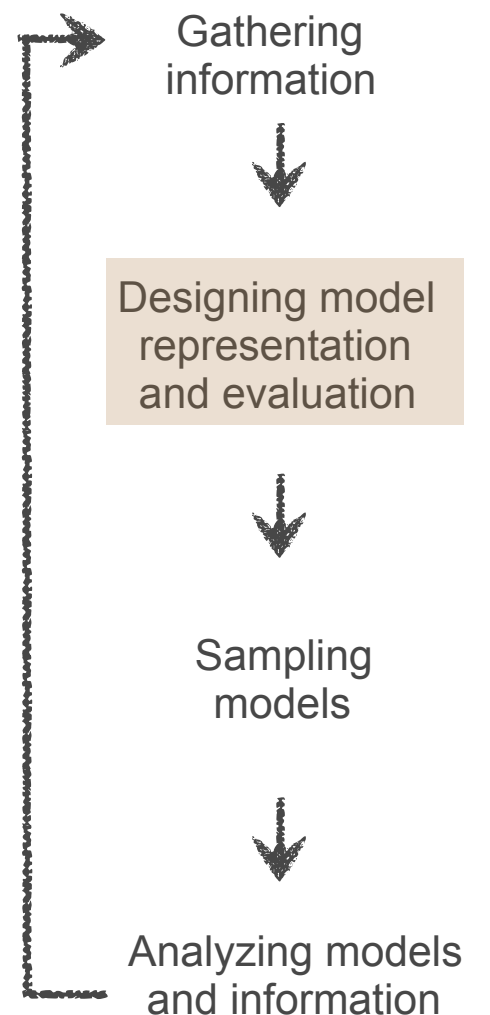 Gathering
information
Designing model
representation
and evaluation
Sampling
models
Analyzing models
and information